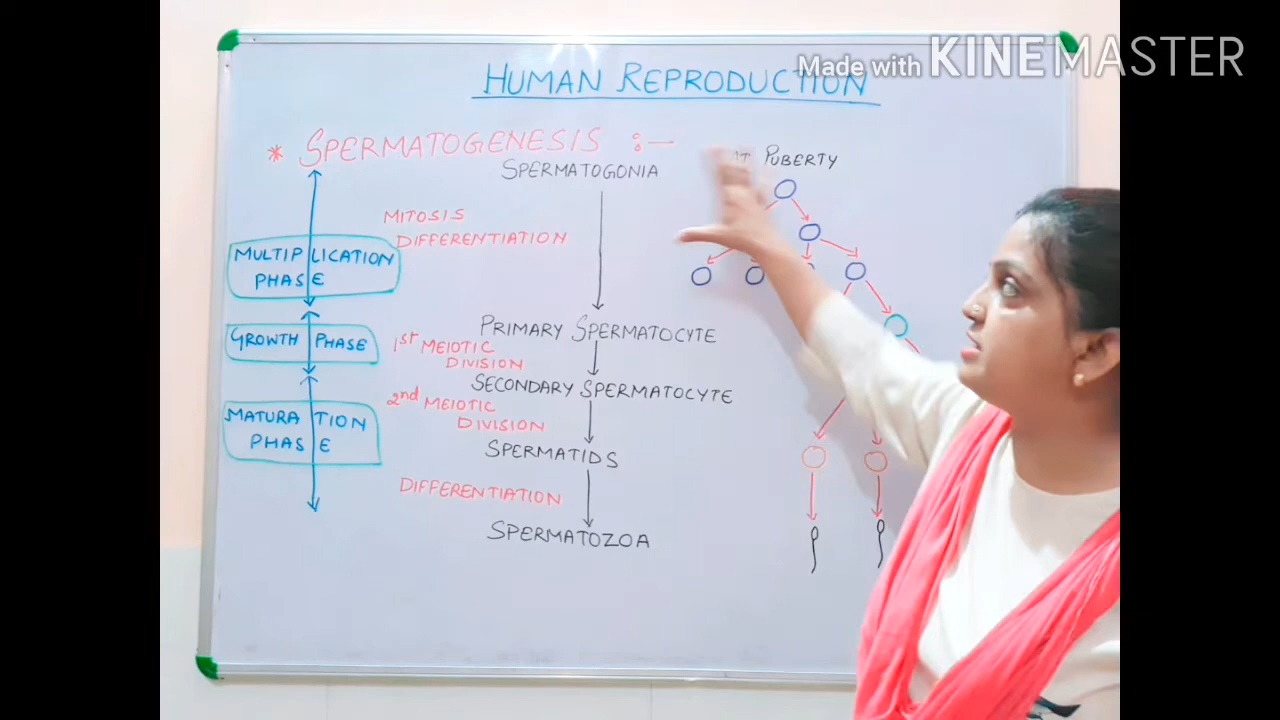 Made with KINEMASTER
HUMAN REPRODUCTION
* SPERMATOGENESIS :-
SPERMATOGONIA
AT PUBERTY
MITOSIS
DIFFERENTIATION
MULTIPLICATION
PHASE
PRIMARY SPERMATOCYTE
GROWTH PHASE
1st MEIOTIC
DIVISION
SECONDARY SPERMATOCYTE
2nd MEIOTIC
DIVISION
MATURATION
PHASE
SPERMATIDS
DIFFERENTIATION
SPERMATOZOA